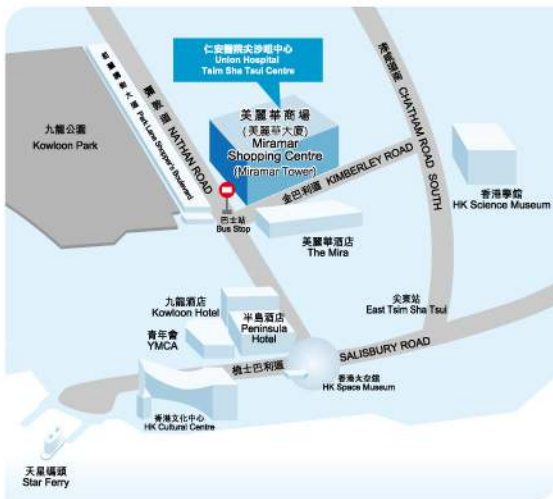 仁安醫院尖沙咀中心
Union Hospital
Tsim Sha Tsui Centre
美麗華商場
(美麗華大廈)
Miramar
Shopping Centre
(Miramar Tower)
九龍公園
Kowloon Park
Park Lane Shopper's Boulevard
彌敦道 NATHAN ROAD
漆咸道南 CHATHAM ROAD SOUTH
金巴利道 KIMBERLEY ROAD
香港學館
HK Science Museum
巴士站
Bus Stop
美麗華酒店
The Mira
九龍酒店
Kowloon Hotel
半島酒店
Peninsula
Hotel
青年會
YMCA
尖東站
East Tsim Sha Tsui
梳士巴利道 SALISBURY ROAD
香港太空館
HK Space Museum
香港文化中心
HK Cultural Centre
天星碼頭
Star Ferry